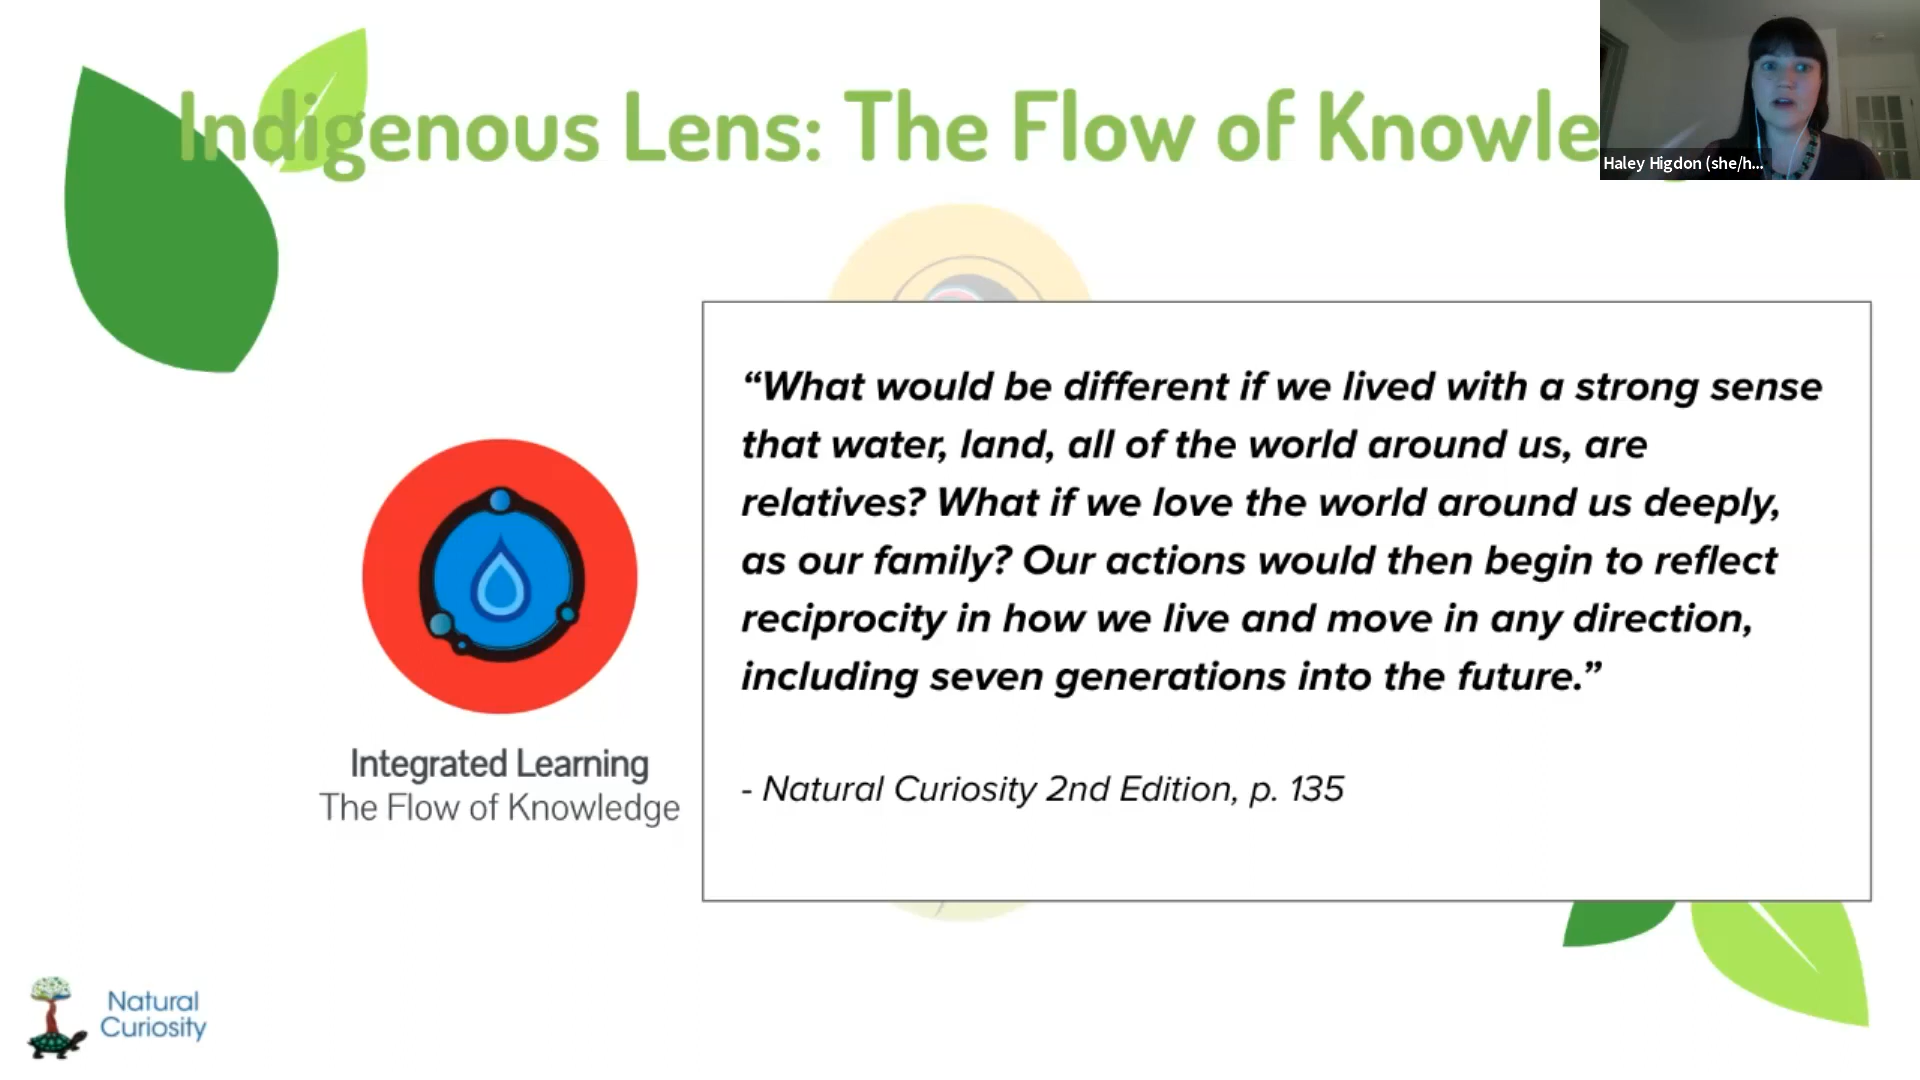 Indigenous Lens: The Flow of Knowle
Haley Higdon (she/h...
“What would be different if we lived with a strong sense
that water, land, all of the world around us, are
relatives? What if we love the world around us deeply,
as our family? Our actions would then begin to reflect
reciprocity in how we live and move in any direction,
including seven generations into the future.”
- Natural Curiosity 2nd Edition, p. 135
Integrated Learning
The Flow of Knowledge
Natural
Curiosity